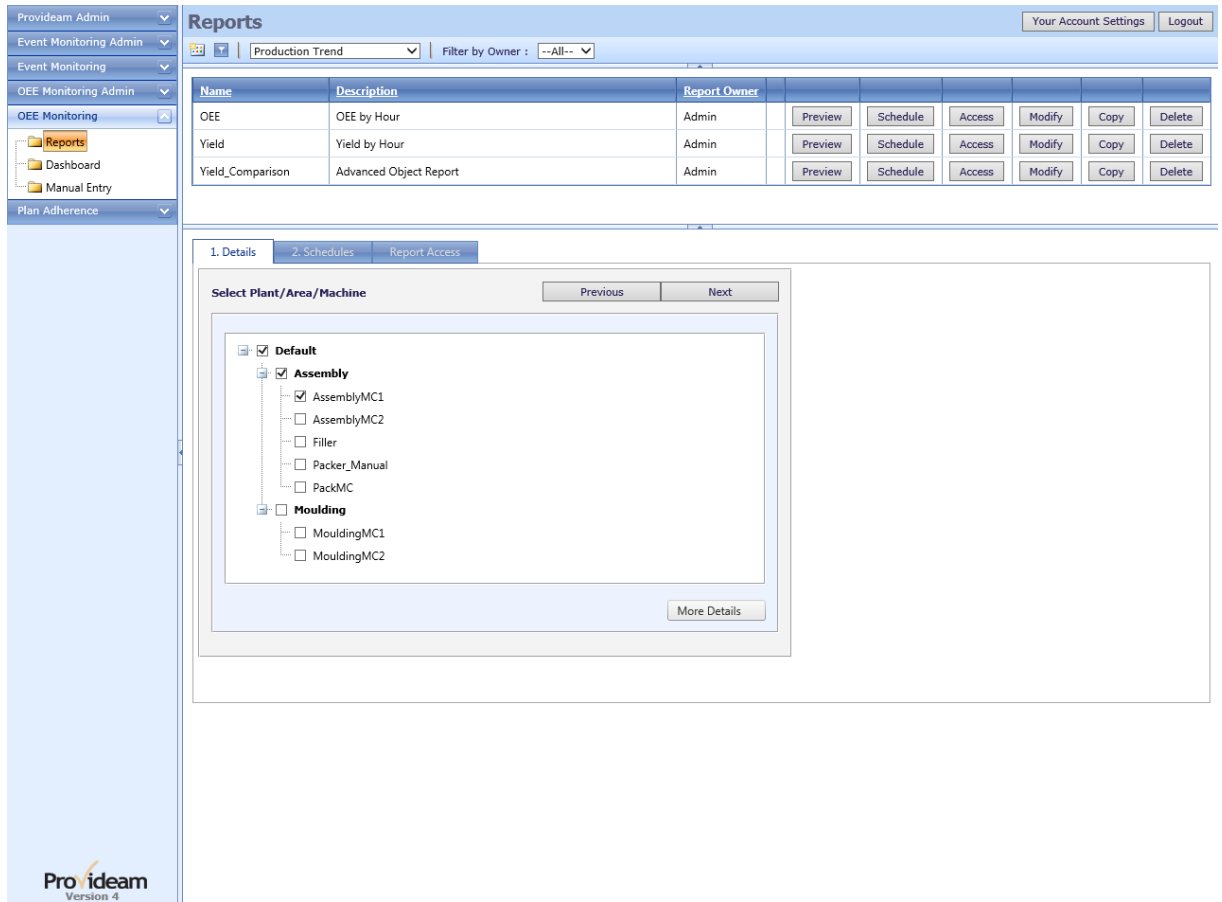 Provideam Admin
Event Monitoring Admin
Event Monitoring
OEE Monitoring Admin
OEE Monitoring
Reports
Dashboard
Manual Entry
Plan Adherence
Provideam
Version 4
Reports
Your Account Settings Logout
Production Trend Filter by Owner : --All--
Name Description Report Owner
OEE OEE by Hour Admin Preview Schedule Access Modify Copy Delete
Yield Yield by Hour Admin Preview Schedule Access Modify Copy Delete
Yield_Comparison Advanced Object Report Admin Preview Schedule Access Modify Copy Delete
1. Details 2. Schedules Report Access
Select Plant/Area/Machine Previous Next
Default
Assembly
AssemblyMC1
AssemblyMC2
Filler
Packer_Manual
PackMC
Moulding
MouldingMC1
MouldingMC2
More Details